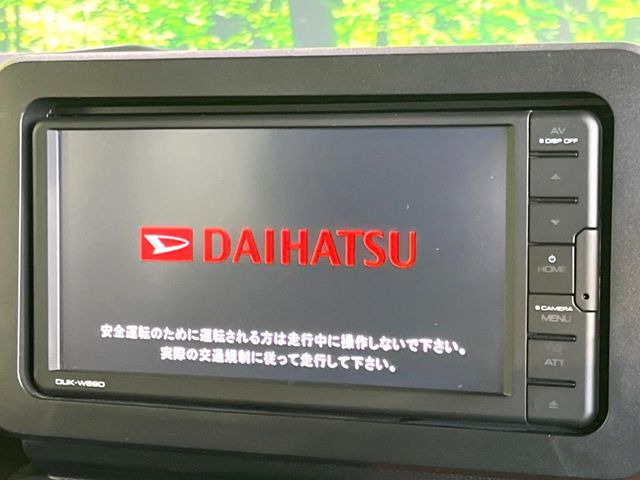 AV
DISP OFF
DAIHATSU
HOME
CAMERA
MENU
安全運転のために運転される方は走行中に操作しないで下さい。
実際の交通規制に従って走行して下さい。
ATT
DUK-W69D